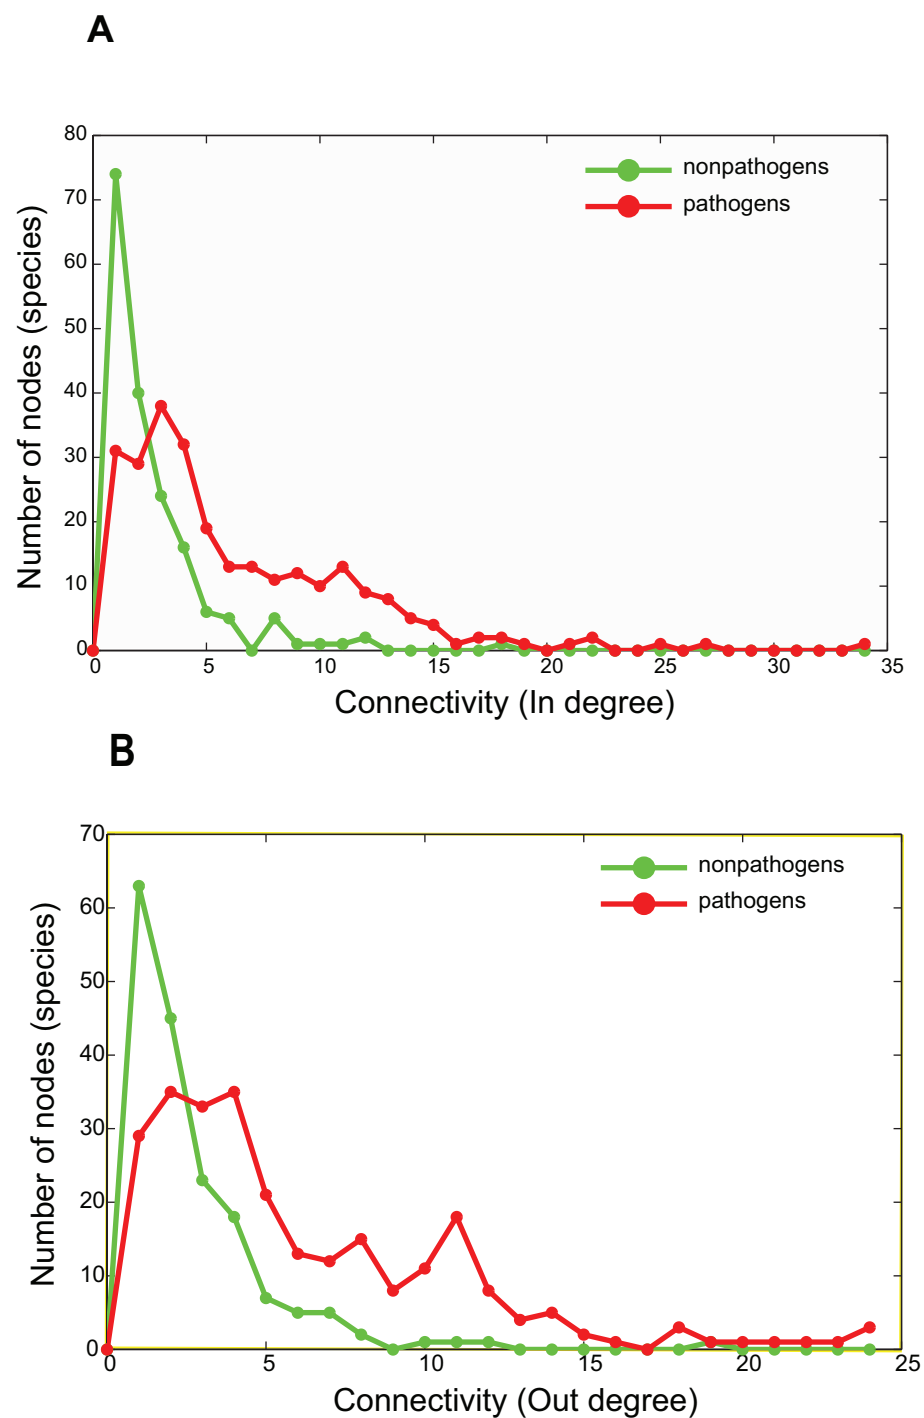 A
80
70
60
50
40
30
20
10
0
Number of nodes (species)
nonpathogens
pathogens
0 5 10 15 20 25 30 35
Connectivity (In degree)
B
70
60
50
40
30
20
10
0
Number of nodes (species)
nonpathogens
pathogens
0 5 10 15 20 25
Connectivity (Out degree)